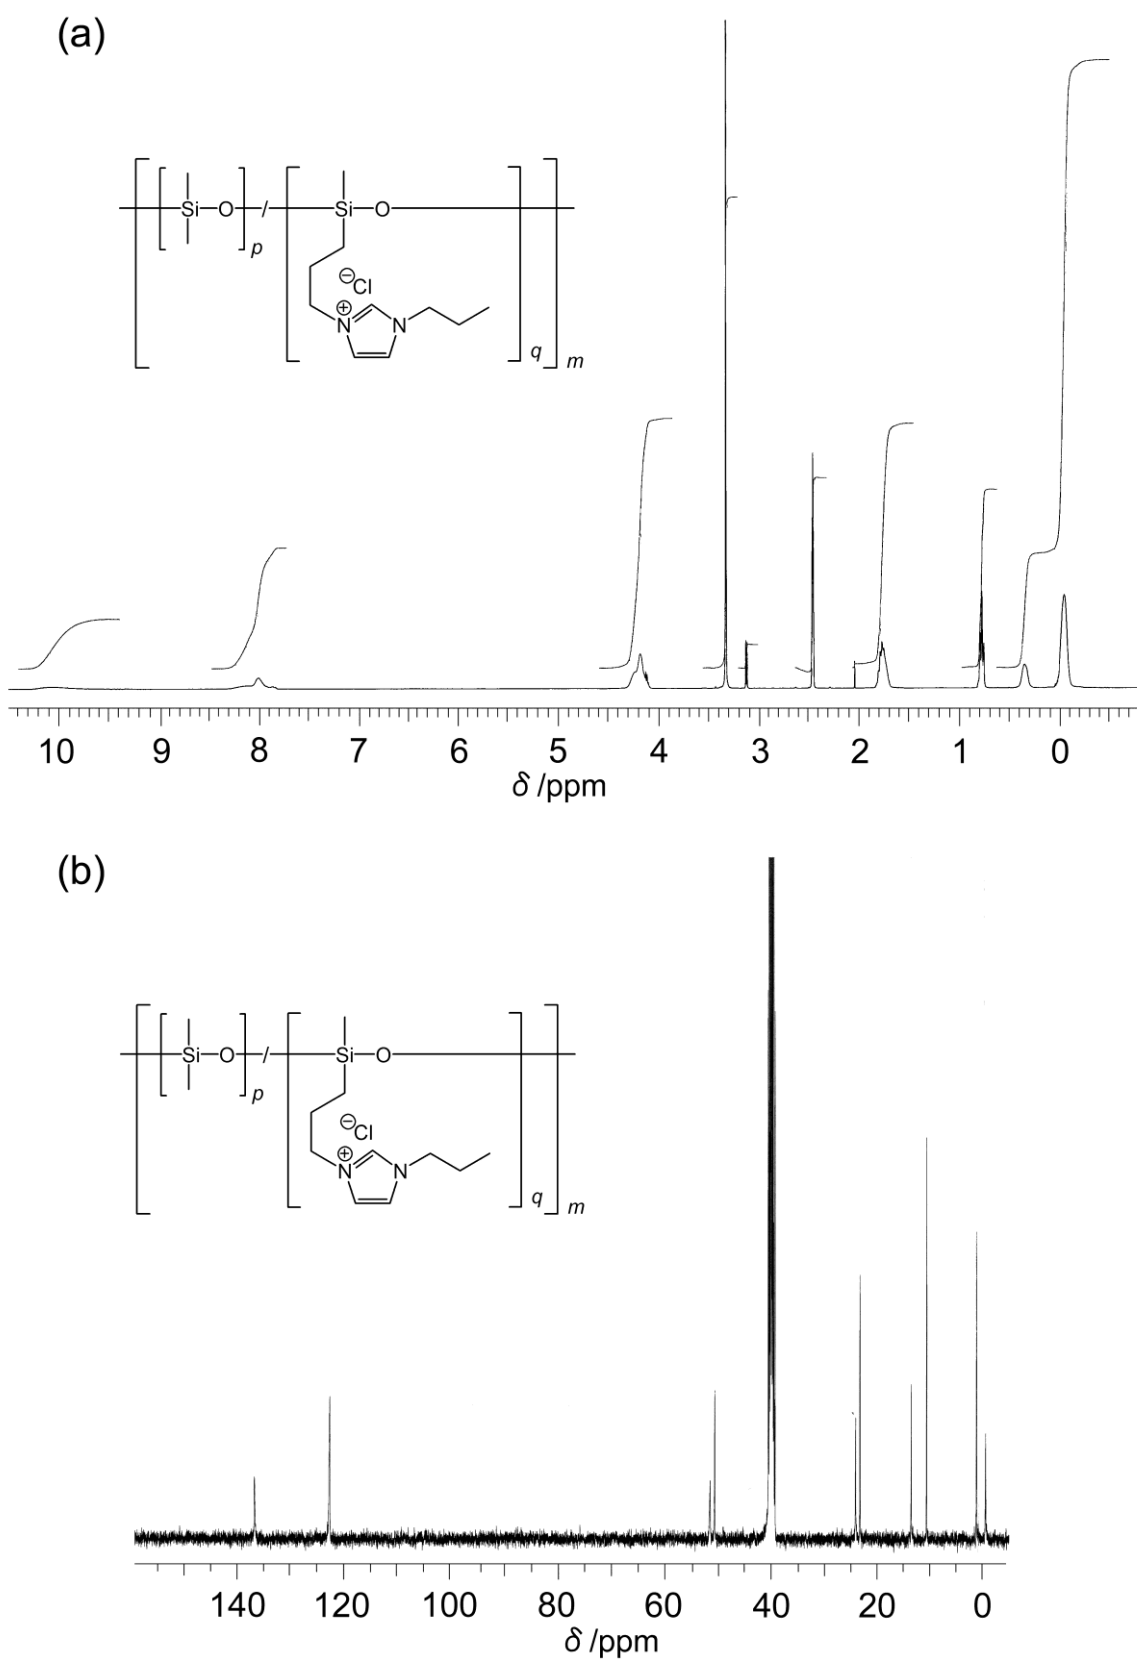 (a)
Si O p / Si O
⊖Cl
⊕
N N
q m
10 9 8 7 6 5 4 3 2 1 0
δ /ppm
(b)
Si O p / Si O
⊖Cl
⊕
N N
q m
140 120 100 80 60 40 20 0
δ /ppm